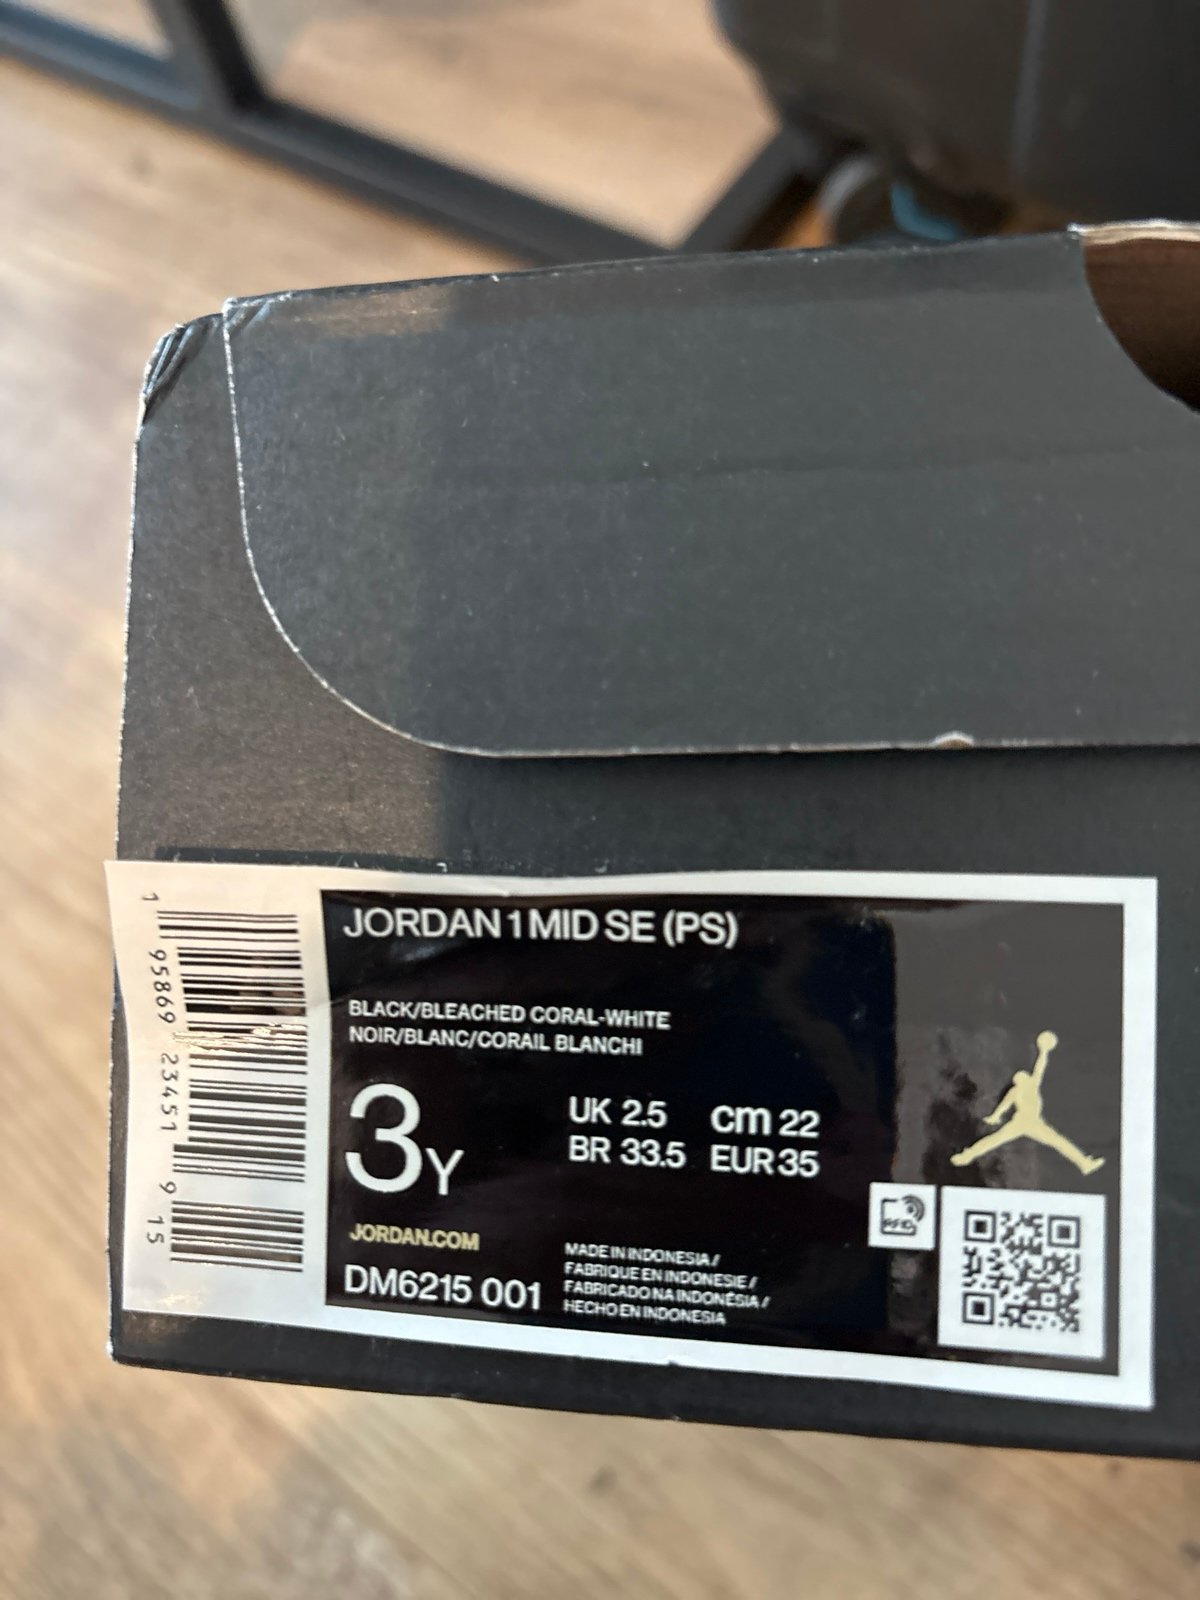 JORDAN 1 MID SE (PS)
BLACK/BLEACHED CORAL-WHITE
NOIR/BLANC/CORAIL BLANCHI
3Y
UK 2.5 cm 22
BR 33.5 EUR 35
JORDAN.COM
DM6215 001
MADE IN INDONESIA /
FABRIQUE EN INDONESIE /
FABRICADO NA INDONÉSIA /
HECHO EN INDONESIA
RFID
1 95869 23451 9 15